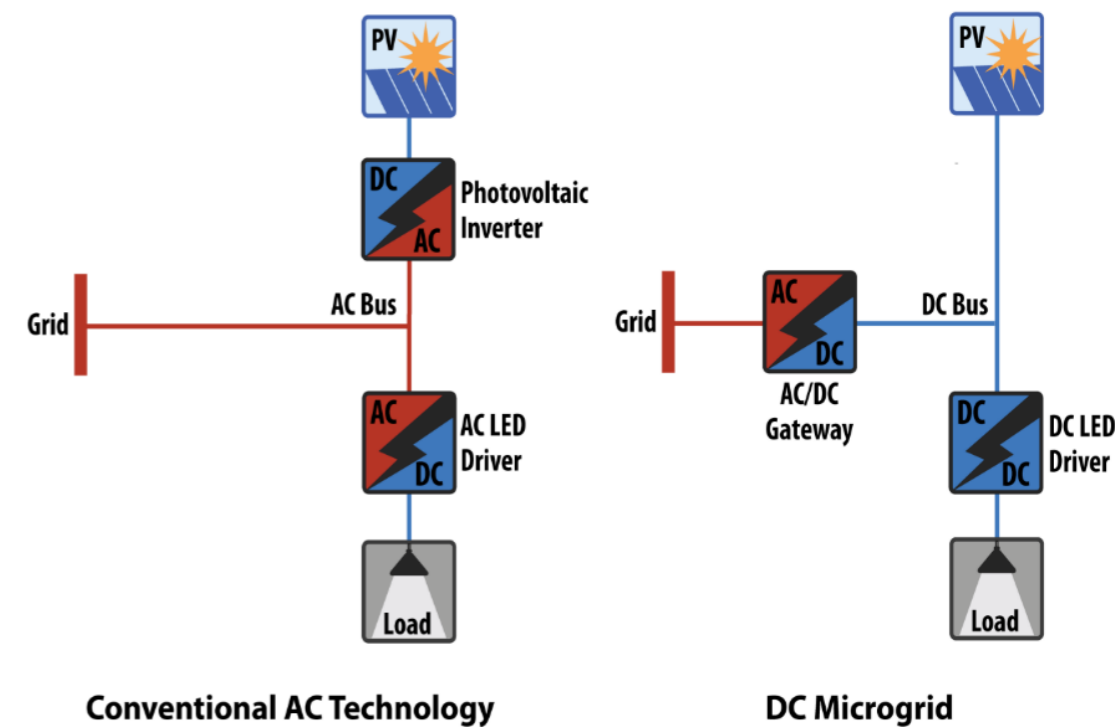 PV
DC
AC
Photovoltaic
Inverter
AC Bus
Grid
AC
DC
AC LED
Driver
Load
Conventional AC Technology
PV
Grid
AC
DC
AC/DC
Gateway
DC Bus
DC
DC
DC LED
Driver
Load
DC Microgrid